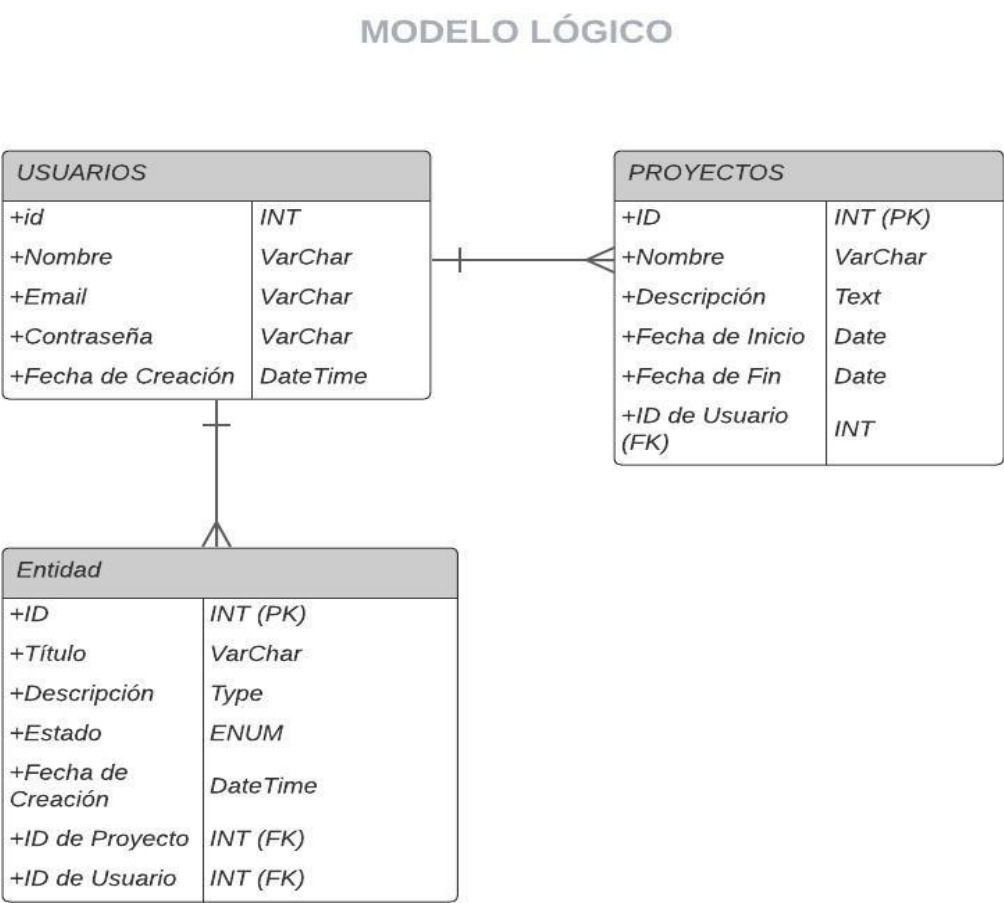 MODELO LÓGICO
USUARIOS
+id INT
+Nombre VarChar
+Email VarChar
+Contraseña VarChar
+Fecha de Creación DateTime
PROYECTOS
+ID INT (PK)
+Nombre VarChar
+Descripción Text
+Fecha de Inicio Date
+Fecha de Fin Date
+ID de Usuario
(FK) INT
Entidad
+ID INT (PK)
+Título VarChar
+Descripción Type
+Estado ENUM
+Fecha de
Creación DateTime
+ID de Proyecto INT (FK)
+ID de Usuario INT (FK)